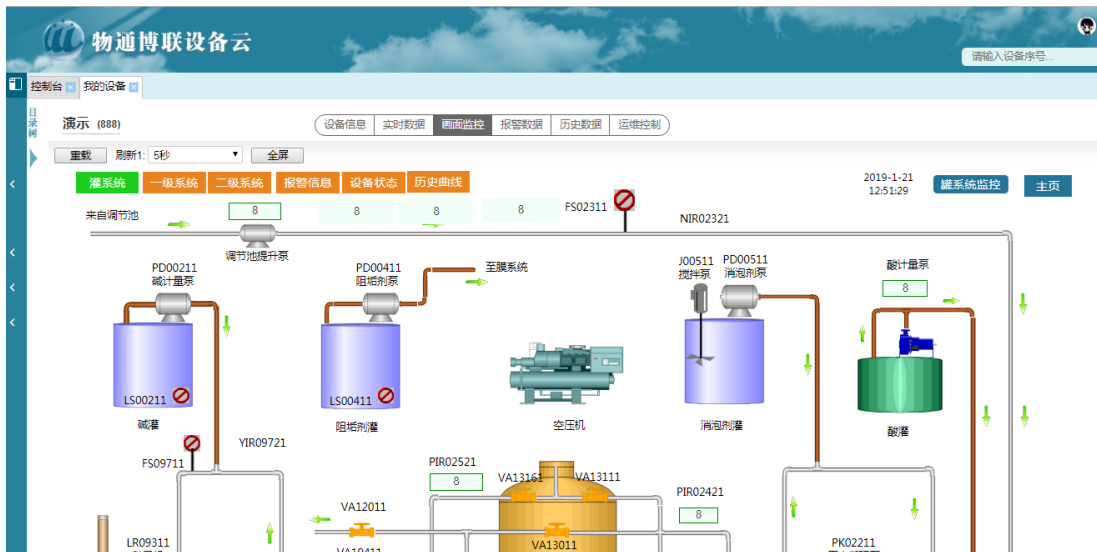 物通博联设备云
请输入设备序号...
控制台 我的设备
目录树
演示 (888)
设备信息 实时数据 画面监控 报警数据 历史数据 运维控制
重载 刷新1: 5秒 全屏
灌系统 一级系统 二级系统 报警信息 设备状态 历史曲线
2019-1-21
12:51:29
罐系统监控 主页
来自调节池 8 8 8 8 FS02311
NIR02321
调节池提升泵
PD00211
碱计量泵
PD00411
阻垢剂泵
至膜系统
J00511
搅拌泵
PD00511
消泡剂泵
酸计量泵
8
LS00211
LS00411
碱灌
阻垢剂灌
空压机
消泡剂灌
酸灌
YIR09721
FS09711
PIR02521
8
VA13161
VA13111
PIR02421
8
VA12011
LR09311
VA13011
PK02211